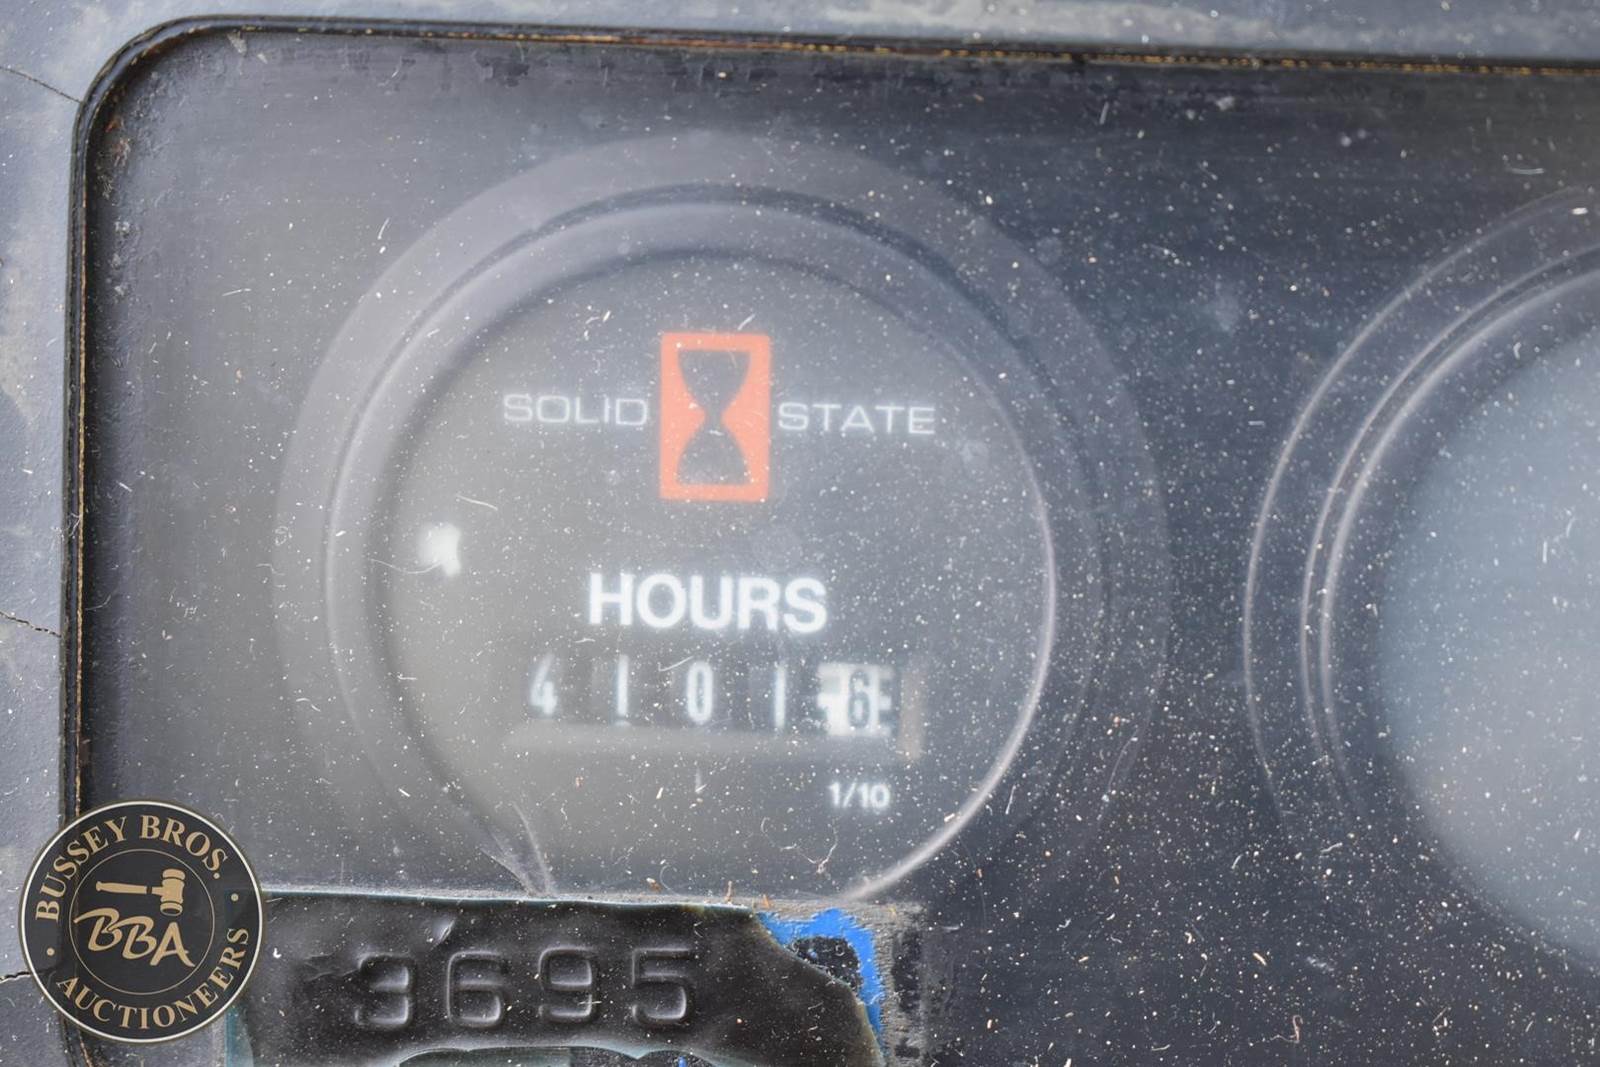 SOLID STATE
HOURS
4 1 0 1 6
1/10
3695
BUSSEY BROS.
BBA
AUCTIONEERS